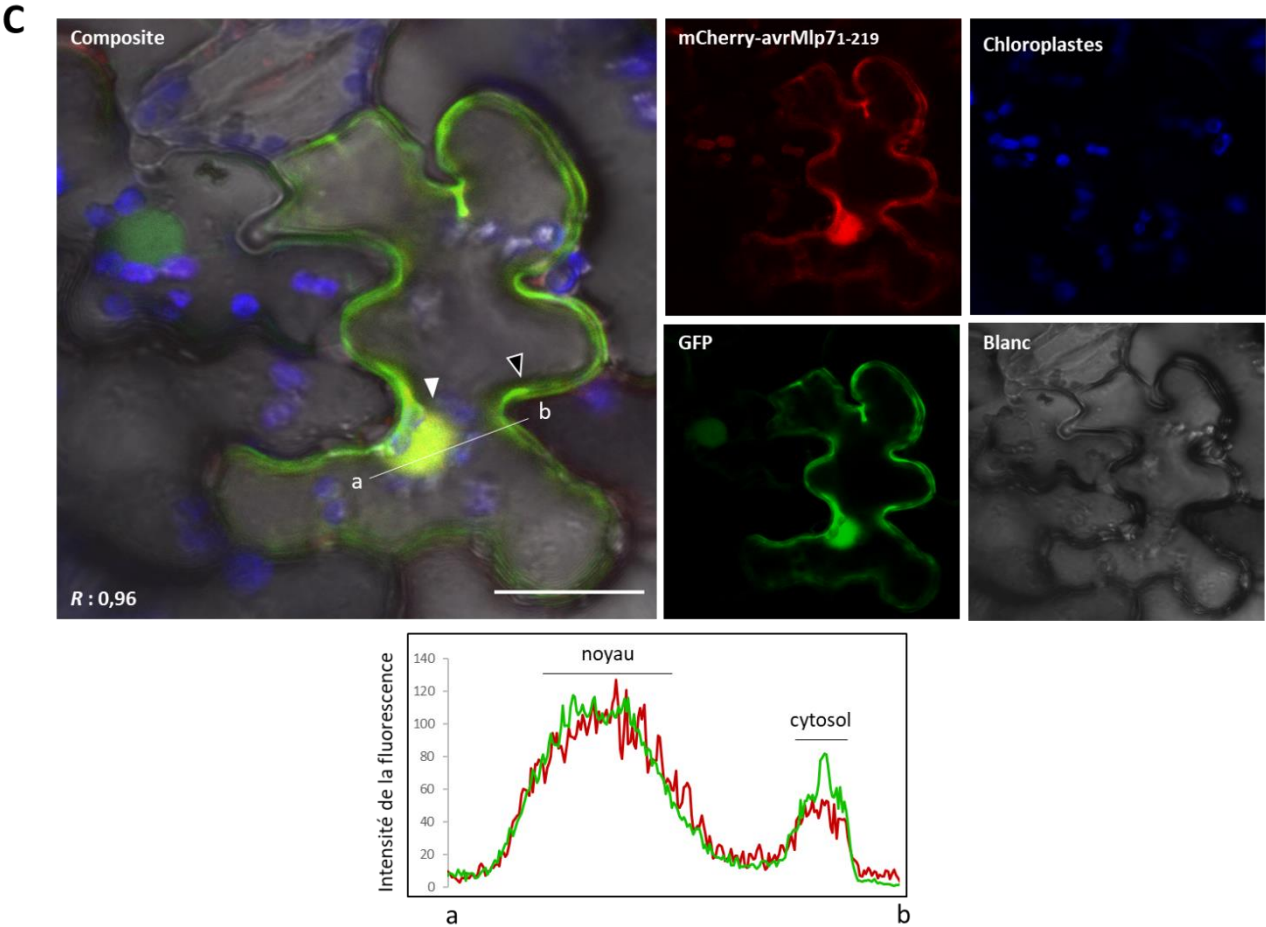 C
Composite
mCherry-avrMlp71-219
Chloroplastes
GFP
Blanc
a
b
R : 0,96
Intensité de la fluorescence
140
120
100
80
60
40
20
0
noyau
cytosol
a
b